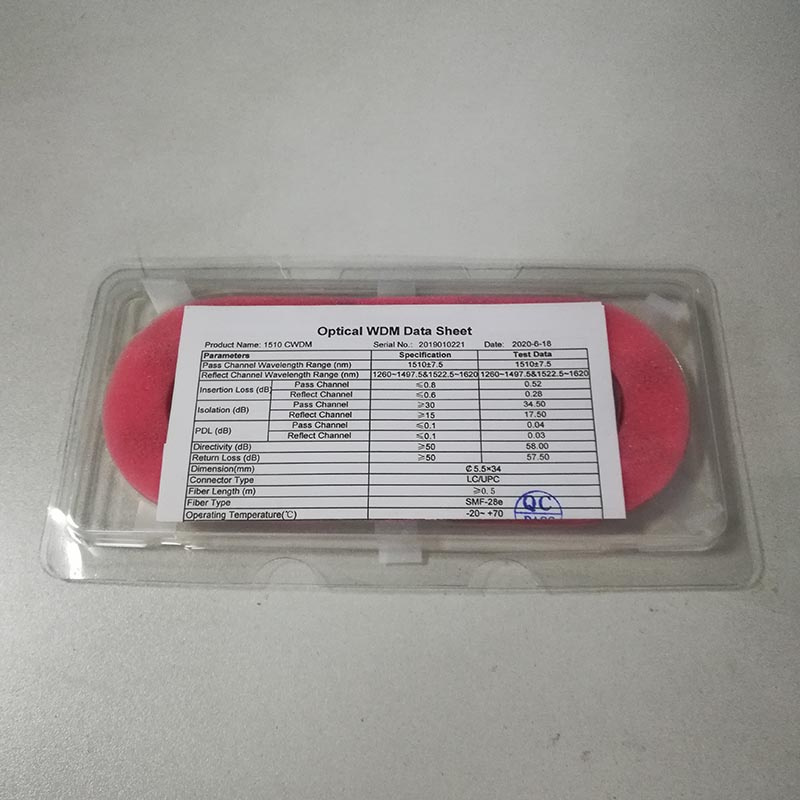 Optical WDM Data Sheet
Product Name: 1510 CWDM Serial No.: 2019010221 Date: 2020-6-18
Parameters Specification Test Data
Pass Channel Wavelength Range (nm) 1510±7.5 1510±7.5
Reflect Channel Wavelength Range (nm) 1260~1497.5&1522.5~1620 1260~1497.5&1522.5~1620
Insertion Loss (dB) Pass Channel ≤0.8 0.52
Reflect Channel ≤0.6 0.28
Isolation (dB) Pass Channel ≥30 34.50
Reflect Channel ≥15 17.50
PDL (dB) Pass Channel ≤0.1 0.04
Reflect Channel ≤0.1 0.03
Directivity (dB) ≥50 58.00
Return Loss (dB) ≥50 57.50
Dimension(mm) ₵5.5×34
Connector Type LC/UPC
Fiber Length (m) ≥0.5
Fiber Type SMF-28e
Operating Temperature(℃) -20~ +70
QC